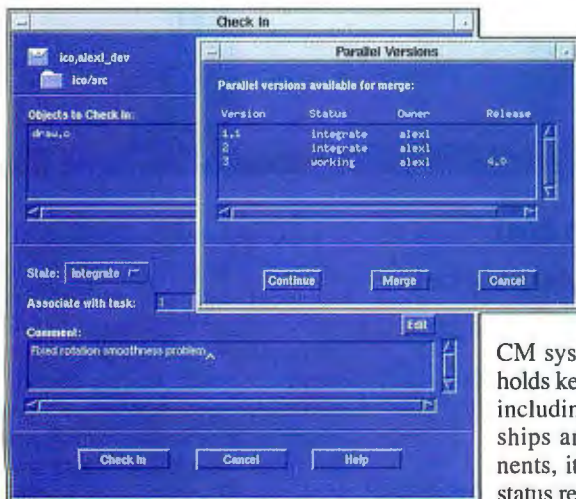 Check In
ico,alexl_dev
ico/src
Objects to Check In:
draw.c
State: integrate
Associate with task: 1
Edit
Comment:
Fixed rotation smoothness problem
Check In Cancel Help
Parallel Versions
Parallel versions available for merge:
Version Status Owner Release
1.1 integrate alexl
2 integrate alexl
3 working alexl 4.0
Continue Merge Cancel
CM sys
holds ke
includin
ships an
nents, it
status re